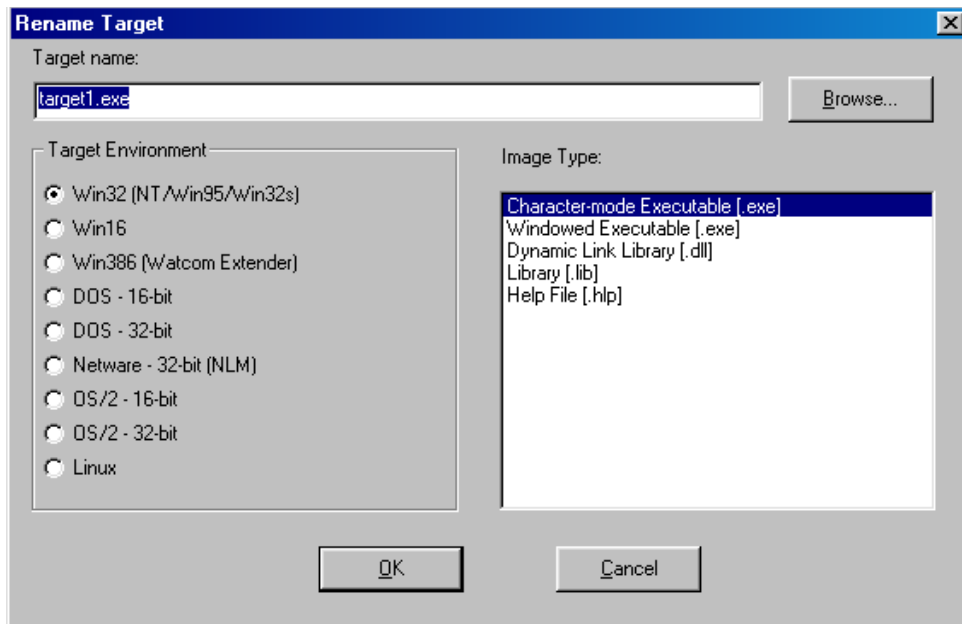 Rename Target
Target name:
target1.exe
Browse...
Target Environment
Win32 (NT/Win95/Win32s)
Win16
Win386 (Watcom Extender)
DOS - 16-bit
DOS - 32-bit
Netware - 32-bit (NLM)
OS/2 - 16-bit
OS/2 - 32-bit
Linux
Image Type:
Character-mode Executable [.exe]
Windowed Executable [.exe]
Dynamic Link Library [.dll]
Library [.lib]
Help File [.hlp]
OK
Cancel